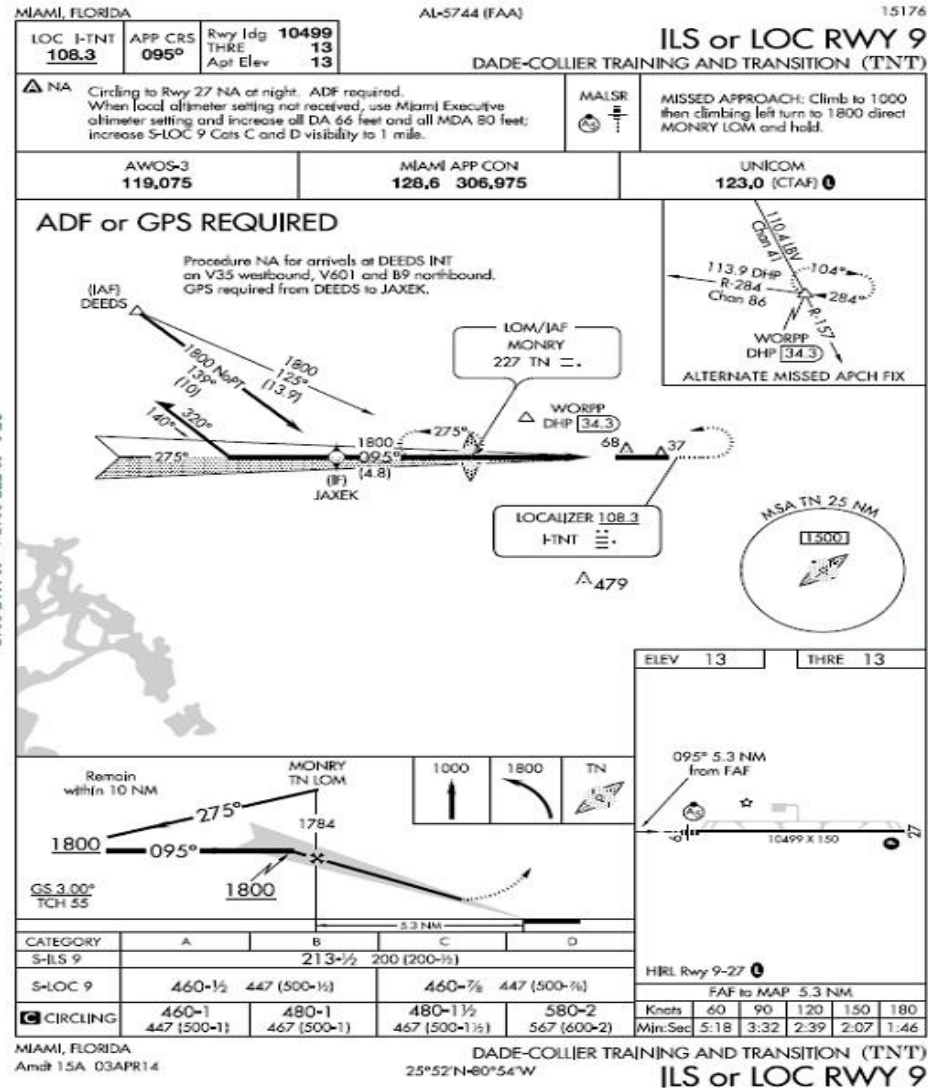 MIAMI, FLORIDA
AL-5744 (FAA)
15176
LOC I-TNT
108.3
APP CRS
095°
Rwy ldg 10499
THRE 13
Apt Elev 13
ILS or LOC RWY 9
DADE-COLLIER TRAINING AND TRANSITION (TNT)
A NA
Circling to Rwy 27 NA at night. ADF required.
When local altimeter setting not received, use Miami Executive
altimeter setting and increase all DA 66 feet and all MDA 80 feet;
increase S-LOC 9 Cats C and D visibility to 1 mile.
MALSR
A5
MISSED APPROACH: Climb to 1000
then climbing left turn to 1800 direct
MONRY LOM and hold.
AWOS-3
119.075
MIAMI APP CON
128.6 306.975
UNICOM
123.0 (CTAF) L
ADF or GPS REQUIRED
Procedure NA for arrivals at DEEDS INT
on V35 westbound, V601 and B9 northbound.
GPS required from DEEDS to JAXEK.
(IAF)
DEEDS
1800 NoPT
139°
(10)
1800
125°
(13.9)
LOM/IAF
MONRY
227 TN
110.4 LBV
Chan 41
113.9 DHP
R-284
Chan 86
104°
284°
R-157
WORPP
DHP 34.3
ALTERNATE MISSED APCH FIX
140°
320°
275°
1800
095°
(4.8)
(IF)
JAXEK
275°
WORPP
DHP 34.3
68
37
LOCALIZER 108.3
I-TNT
479
MSA TN 25 NM
1500
ELEV 13
THRE 13
095° 5.3 NM
from FAF
A5
9
10499 X 150
27
HIRL Rwy 9-27 L
Remain
within 10 NM
MONRY
TN LOM
1000
1800
TN
275°
1784
1800
095°
1800
GS 3.00°
TCH 55
5.3 NM
CATEGORY A B C D
S-ILS 9 213-½ 200 (200-½)
S-LOC 9 460-½ 447 (500-½) 460-⅞ 447 (500-⅞)
C CIRCLING 460-1 480-1 480-1½ 580-2
447 (500-1) 467 (500-1) 467 (500-1½) 567 (600-2)
FAF to MAP 5.3 NM
Knots 60 90 120 150 180
Min:Sec 5:18 3:32 2:39 2:07 1:46
MIAMI, FLORIDA
Amdt 15A 03APR14
25°52'N-80°54'W
DADE-COLLIER TRAINING AND TRANSITION (TNT)
ILS or LOC RWY 9